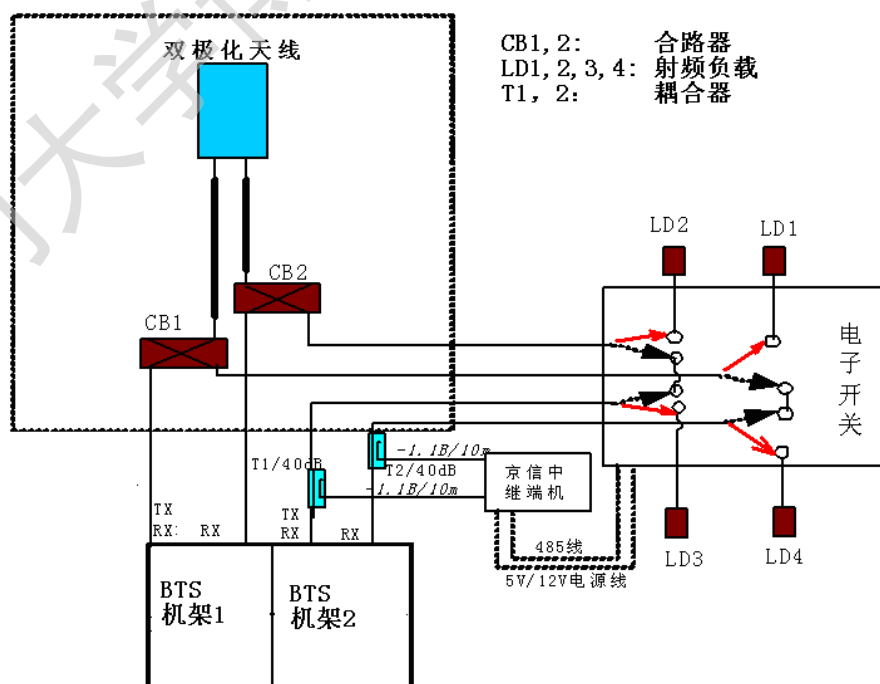 双极化天线
CB1,2: 合路器
LD1,2,3,4: 射频负载
T1, 2: 耦合器
LD2
LD1
CB2
CB1
电子开关
-1.1B/10m
T1/40dB
T2/40dB
-1.1B/10m
京信中
继端机
TX
RX: RX
TX
RX
RX
485线
5V/12V电源线
LD3
LD4
BTS
机架1
BTS
机架2
大学